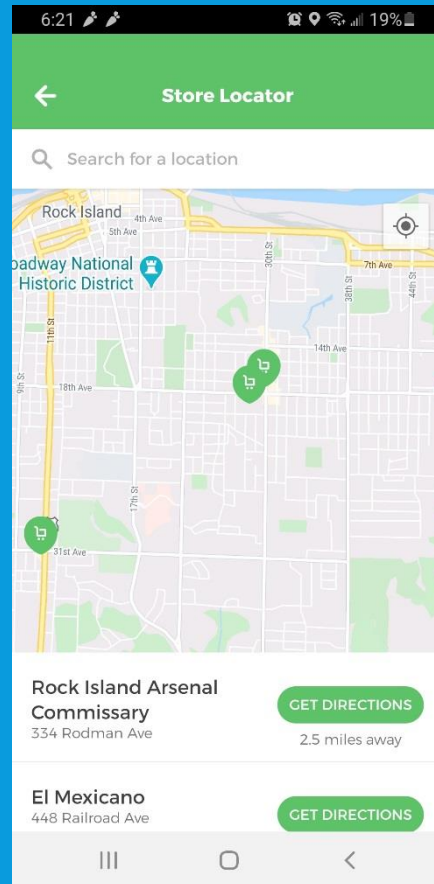 6:21
19%
Store Locator
Search for a location
Rock Island
4th Ave
5th Ave
oadway National
Historic District
30th St
7th Ave
38th St
44th St
11th St
9th St
14th Ave
18th Ave
17th St
31st Ave
Rock Island Arsenal
Commissary
334 Rodman Ave
GET DIRECTIONS
2.5 miles away
El Mexicano
448 Railroad Ave
GET DIRECTIONS